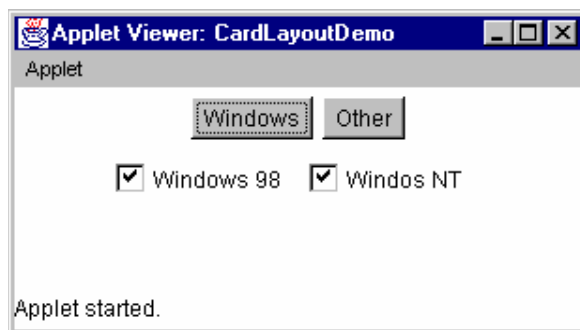 Applet Viewer: CardLayoutDemo
Applet
Windows Other
Windows 98 Windos NT
Applet started.